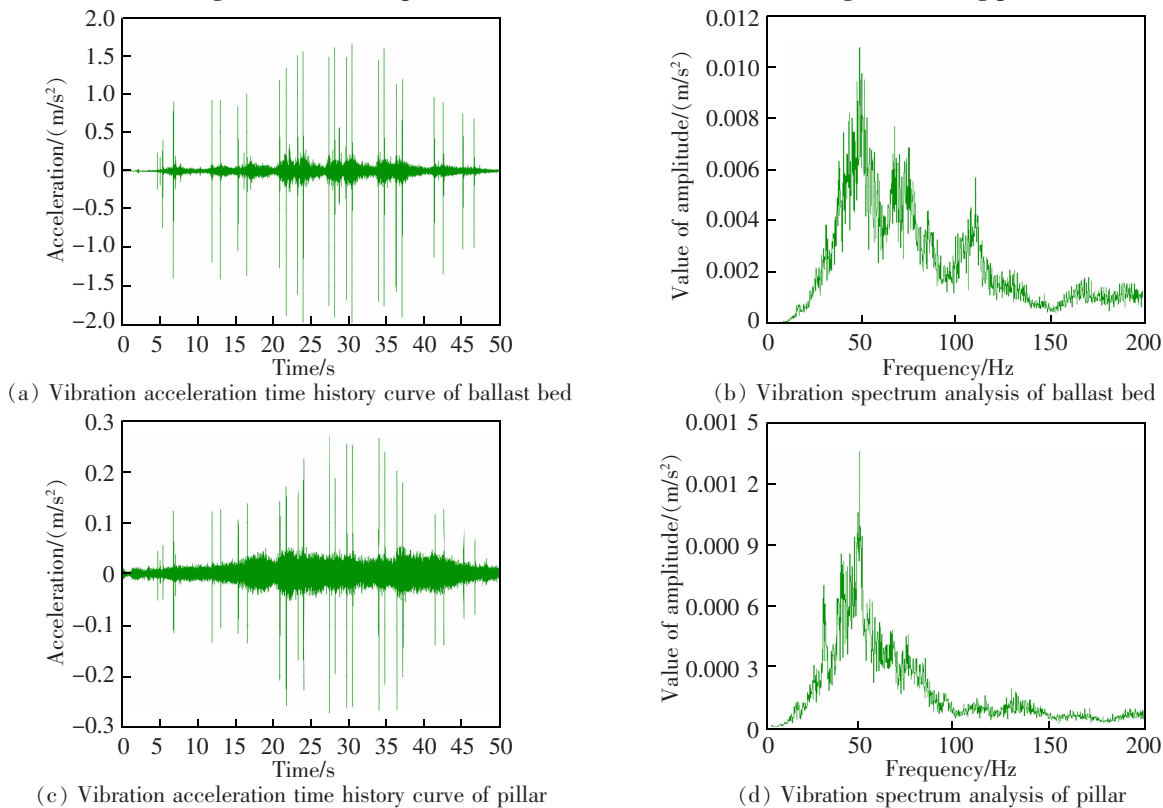 2.0
1.5
1.0
0.5
0
−0.5
−1.0
−1.5
−2.0
Acceleration/(m/s²)
0 5 10 15 20 25 30 35 40 45 50
Time/s
(a) Vibration acceleration time history curve of ballast bed
0.012
0.010
0.008
0.006
0.004
0.002
0
Value of amplitude/(m/s²)
0 50 100 150 200
Frequency/Hz
(b) Vibration spectrum analysis of ballast bed
0.3
0.2
0.1
0
−0.1
−0.2
−0.3
Acceleration/(m/s²)
0 5 10 15 20 25 30 35 40 45 50
Time/s
(c) Vibration acceleration time history curve of pillar
0.001 5
0.001 2
0.000 9
0.000 6
0.000 3
0
Value of amplitude/(m/s²)
0 50 100 150 200
Frequency/Hz
(d) Vibration spectrum analysis of pillar